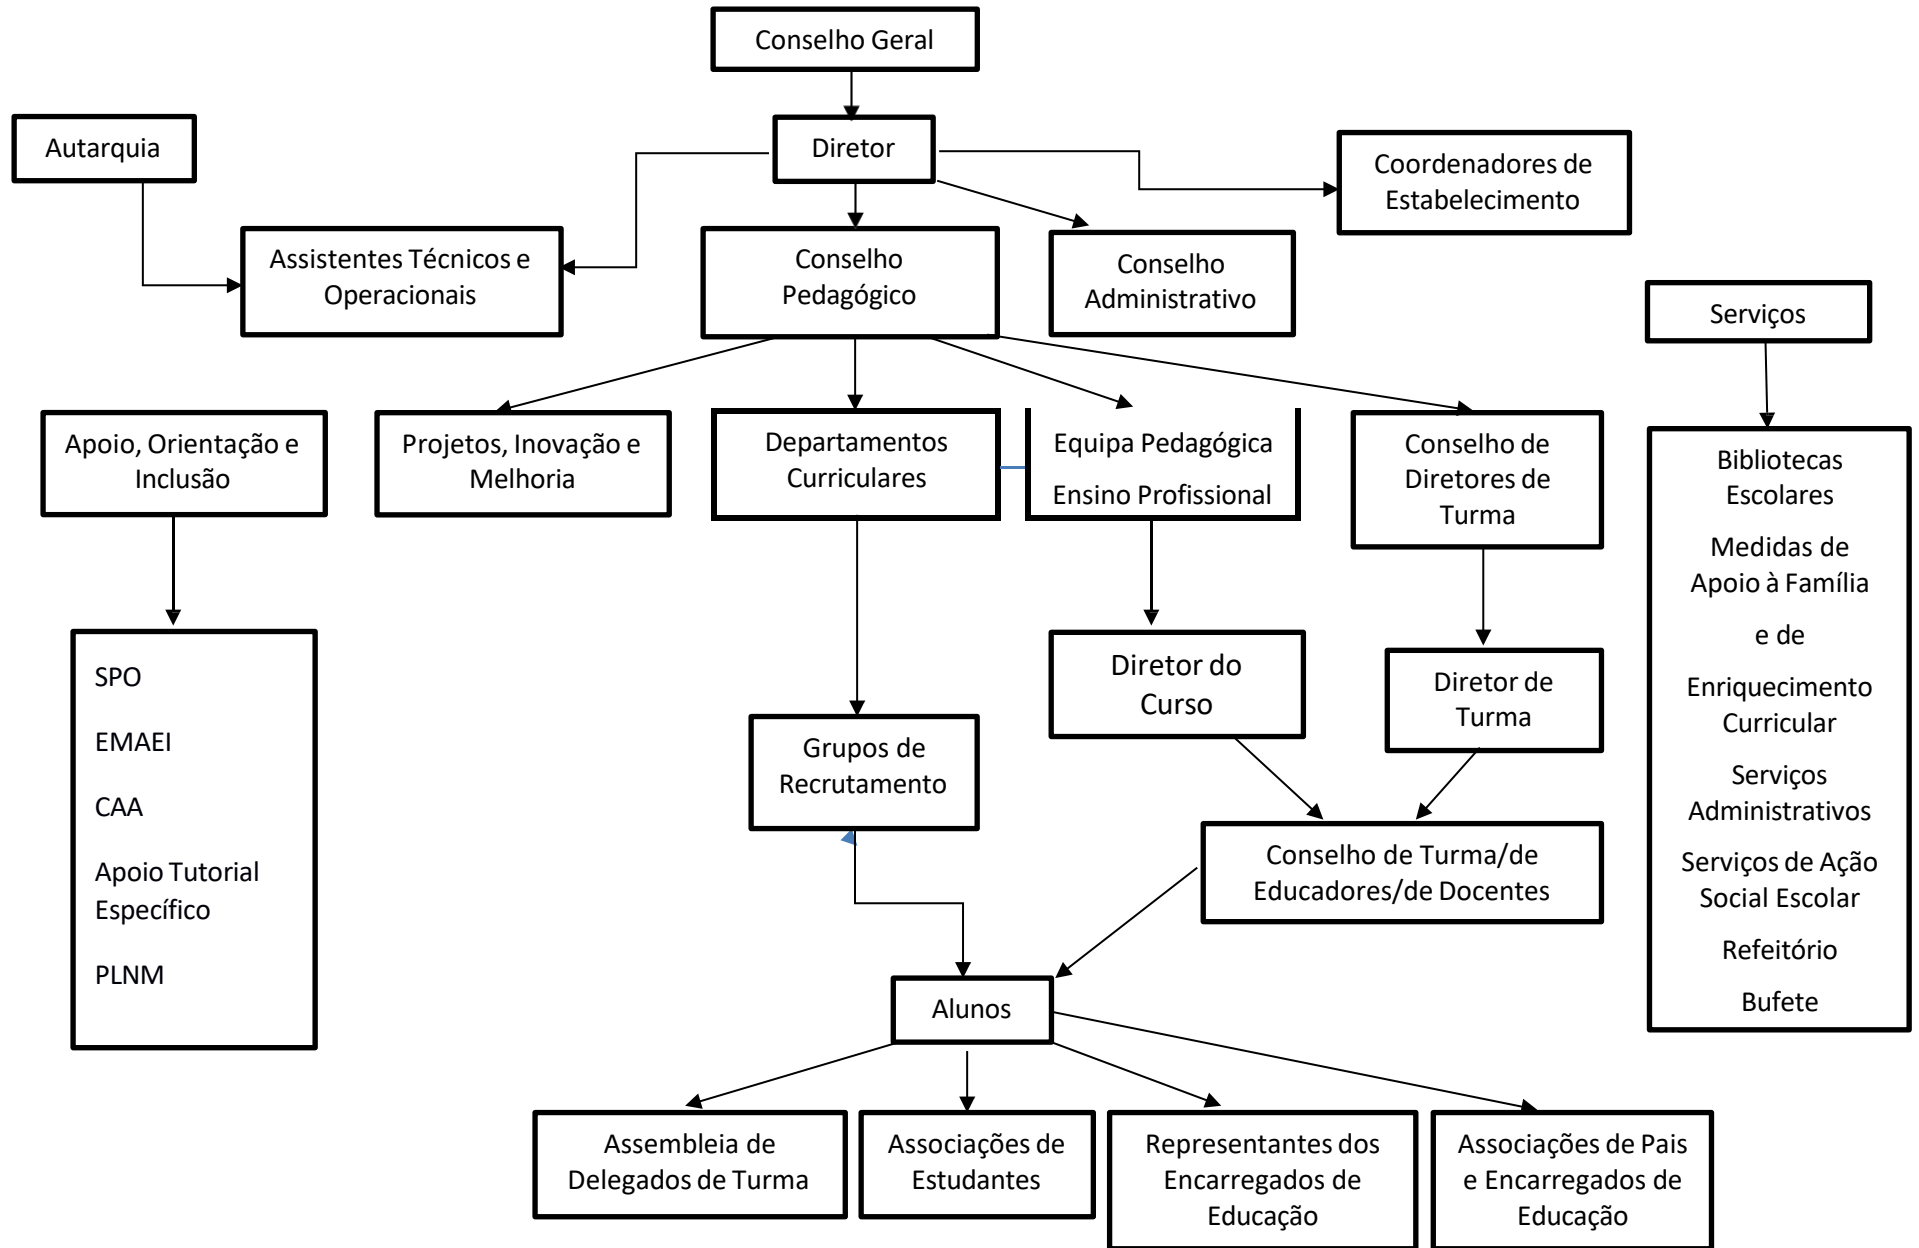 Conselho Geral
Autarquia
Diretor
Coordenadores de
Estabelecimento
Assistentes Técnicos e
Operacionais
Conselho
Pedagógico
Conselho
Administrativo
Serviços
Apoio, Orientação e
Inclusão
Projetos, Inovação e
Melhoria
Departamentos
Curriculares
Equipa Pedagógica
Ensino Profissional
Conselho de
Diretores de
Turma
Bibliotecas
Escolares
Medidas de
Apoio à Família
e de
Enriquecimento
Curricular
Serviços
Administrativos
Serviços de Ação
Social Escolar
Refeitório
Bufete
SPO
EMAEI
CAA
Apoio Tutorial
Específico
PLNM
Diretor do
Curso
Diretor de
Turma
Grupos de
Recrutamento
Conselho de Turma/de
Educadores/de Docentes
Alunos
Assembleia de
Delegados de Turma
Associações de
Estudantes
Representantes dos
Encarregados de
Educação
Associações de Pais
e Encarregados de
Educação